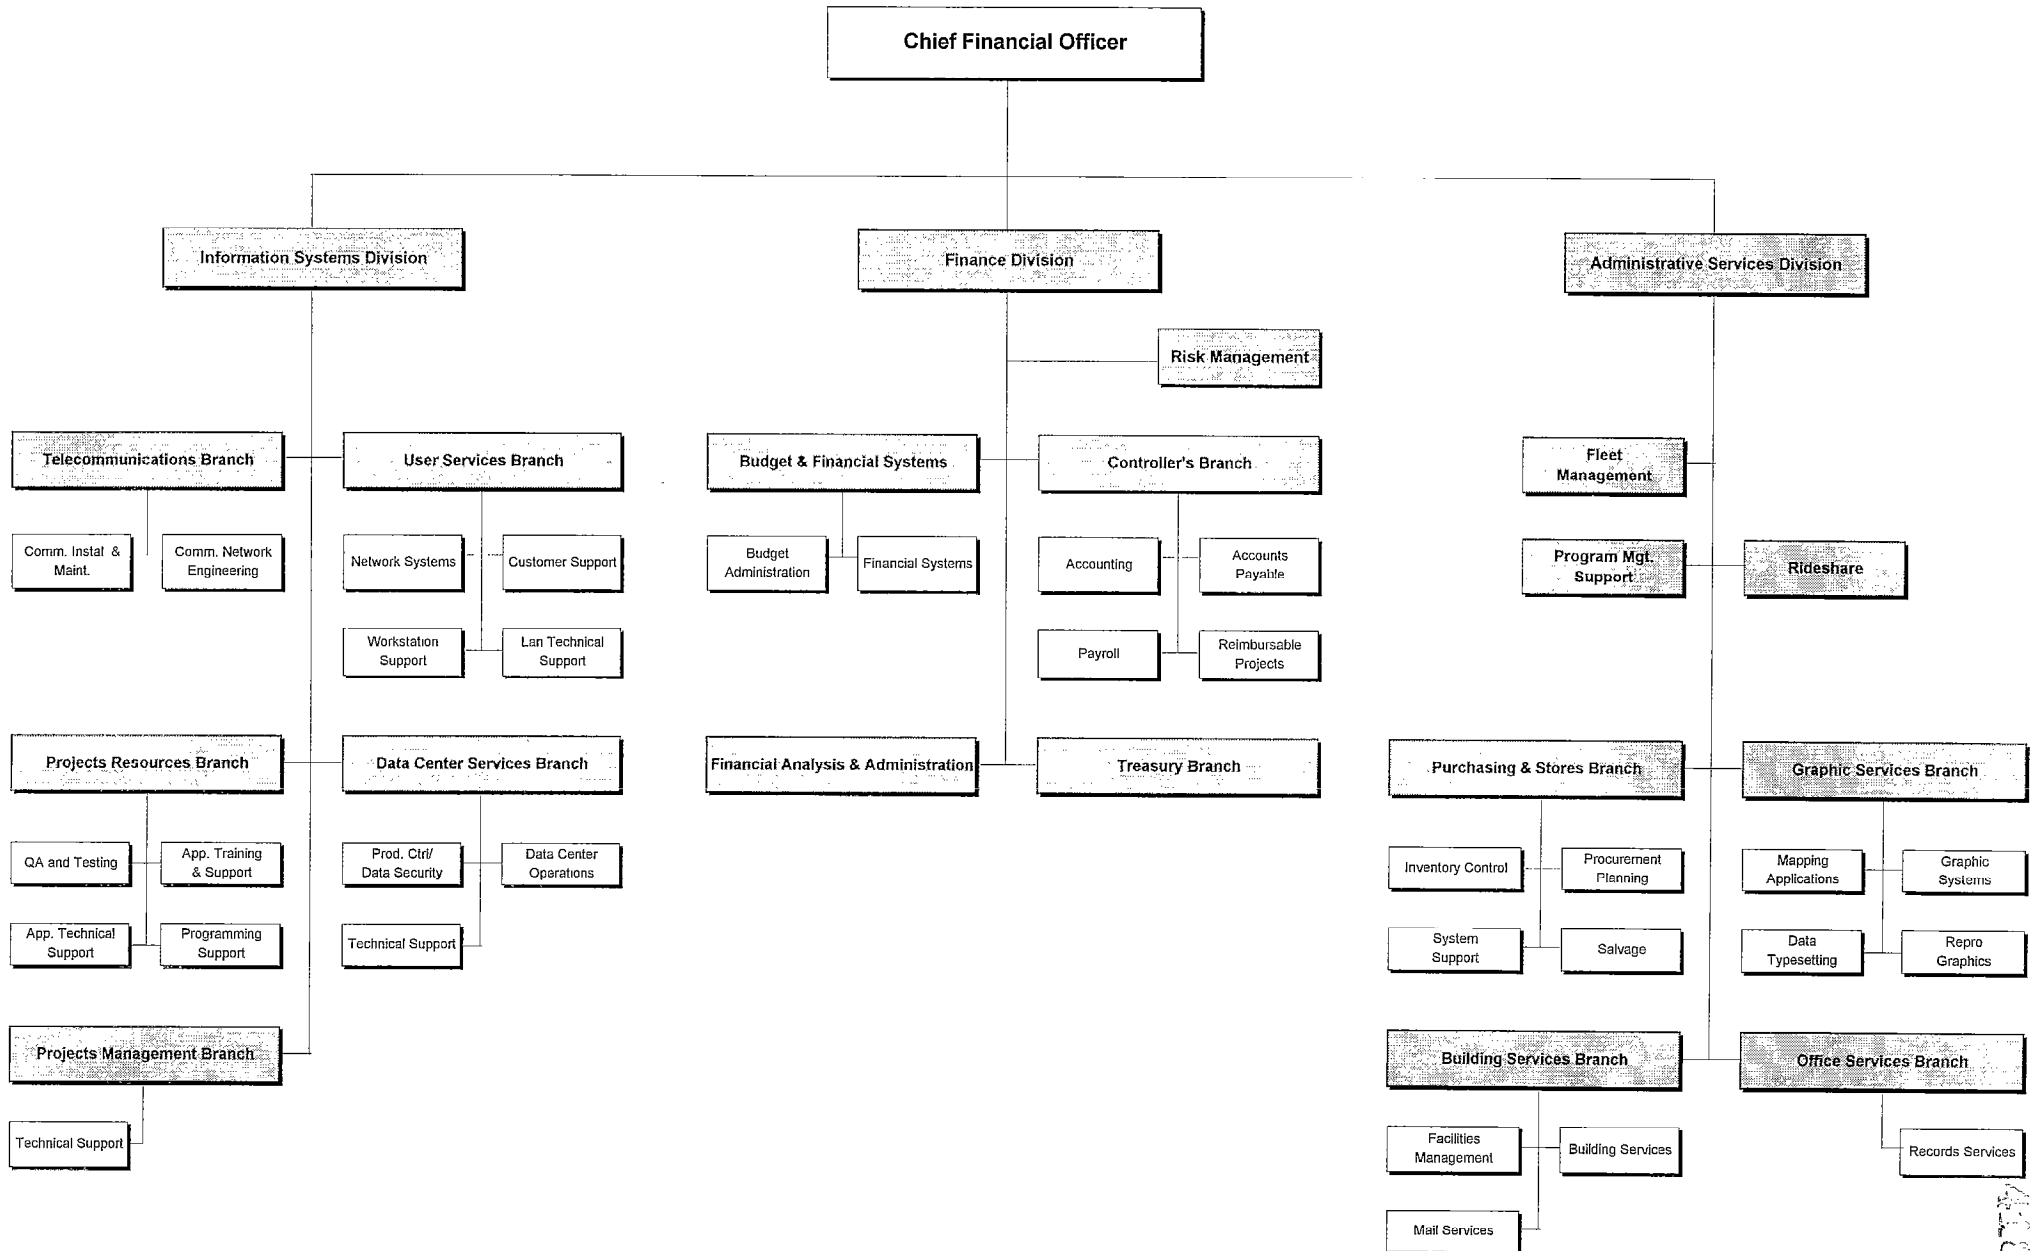 Chief Financial Officer
Information Systems Division
Finance Division
Administrative Services Division
Risk Management
Telecommunications Branch
User Services Branch
Budget & Financial Systems
Controller's Branch
Fleet
Management
Comm. Instal &
Maint.
Comm. Network
Engineering
Network Systems
Customer Support
Budget
Administration
Financial Systems
Accounting
Accounts
Payable
Program Mgt.
Support
Rideshare
Workstation
Support
Lan Technical
Support
Payroll
Reimbursable
Projects
Projects Resources Branch
Data Center Services Branch
Financial Analysis & Administration
Treasury Branch
Purchasing & Stores Branch
Graphic Services Branch
QA and Testing
App. Training
& Support
Prod. Ctrl/
Data Security
Data Center
Operations
Inventory Control
Procurement
Planning
Mapping
Applications
Graphic
Systems
App. Technical
Support
Programming
Support
Technical Support
System
Support
Salvage
Data
Typesetting
Repro
Graphics
Projects Management Branch
Building Services Branch
Office Services Branch
Technical Support
Facilities
Management
Building Services
Records Services
Mail Services